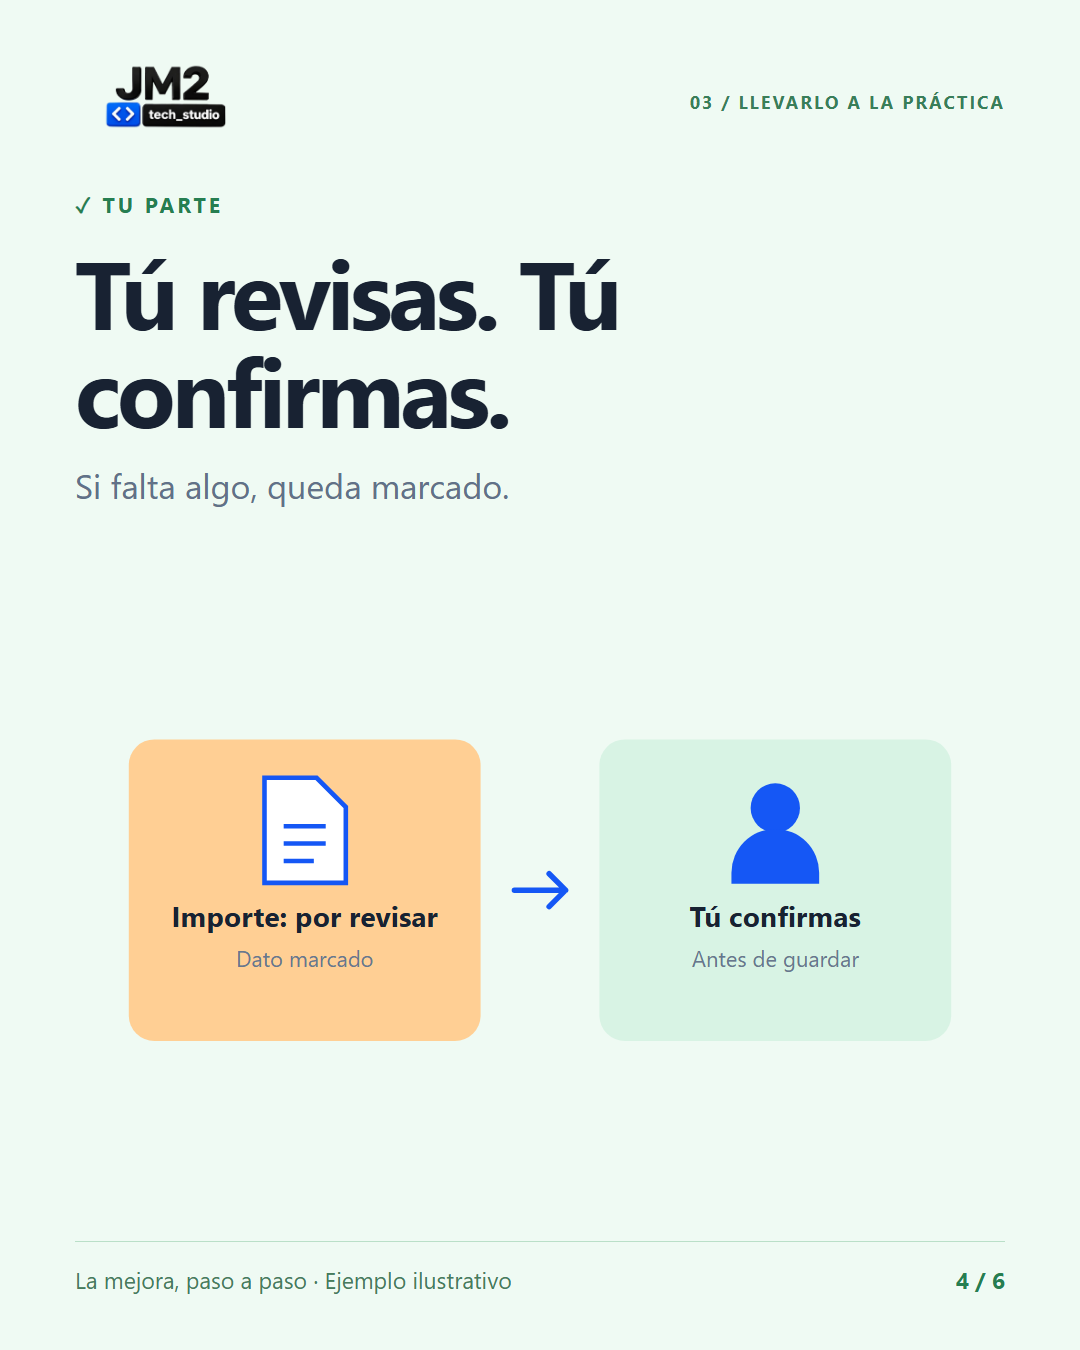 JM2
<> tech_studio
03 / LLEVARLO A LA PRÁCTICA
✓ TU PARTE
Tú revisas. Tú
confirmas.
Si falta algo, queda marcado.
Importe: por revisar
Dato marcado
Tú confirmas
Antes de guardar
La mejora, paso a paso · Ejemplo ilustrativo
4 / 6